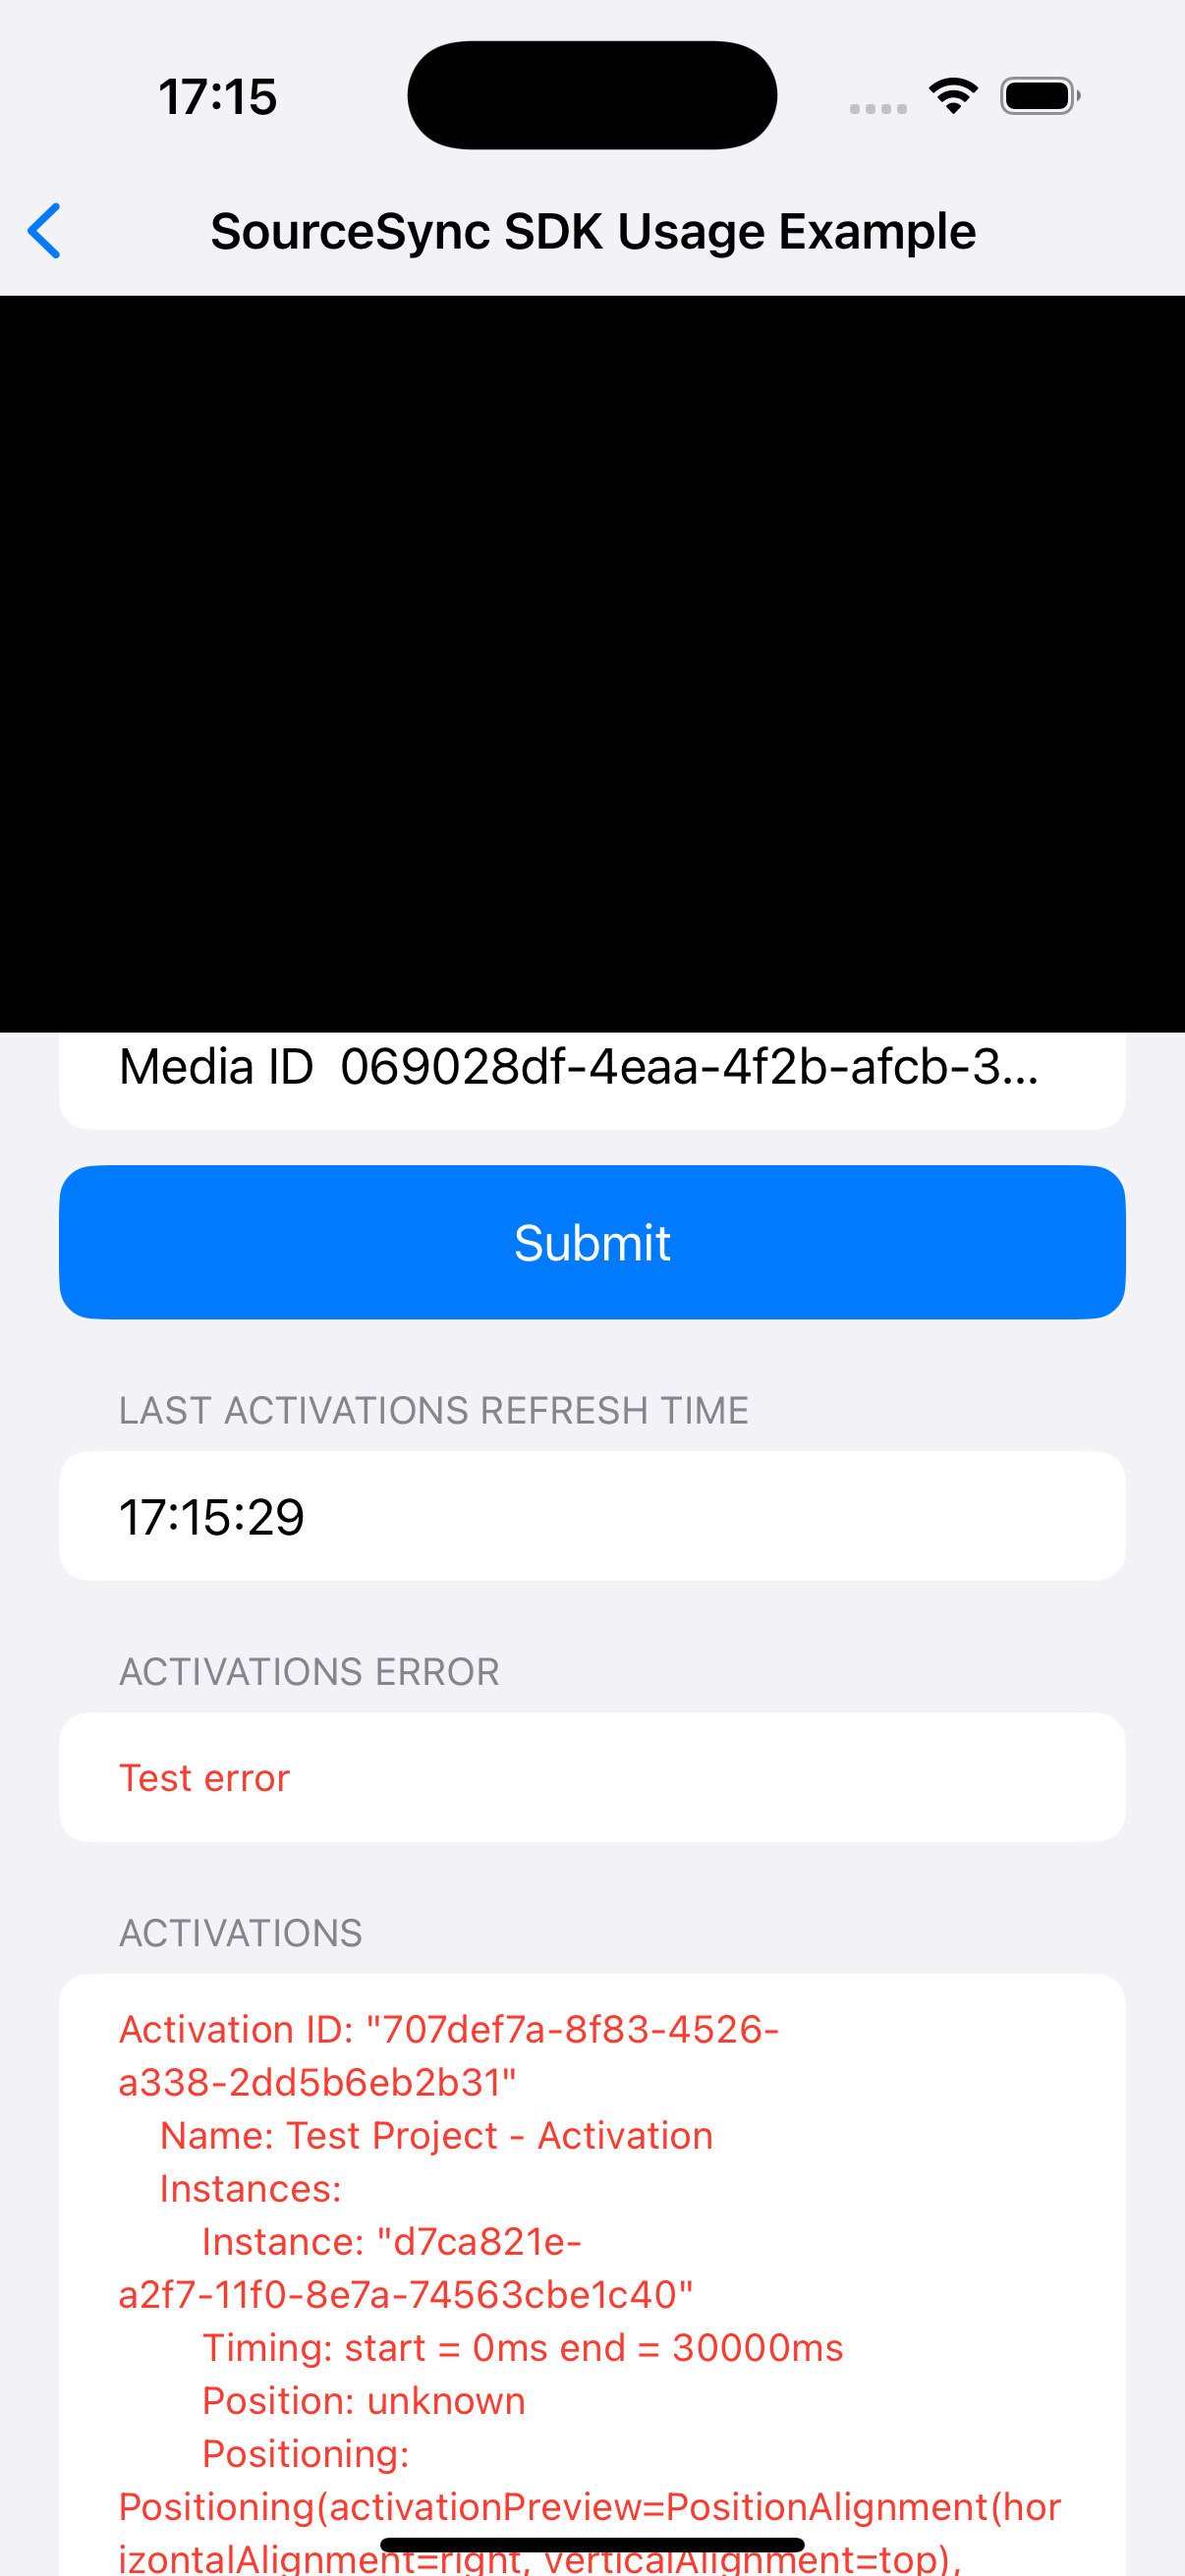 17:15
SourceSync SDK Usage Example
Media ID 069028df-4eaa-4f2b-afcb-3...
Submit
LAST ACTIVATIONS REFRESH TIME
17:15:29
ACTIVATIONS ERROR
Test error
ACTIVATIONS
Activation ID: "707def7a-8f83-4526-
a338-2dd5b6eb2b31"
Name: Test Project - Activation
Instances:
Instance: "d7ca821e-
a2f7-11f0-8e7a-74563cbe1c40"
Timing: start = 0ms end = 30000ms
Position: unknown
Positioning:
Positioning(activationPreview=PositionAlignment(hor
izontalAlignment=right, verticalAlignment=top),